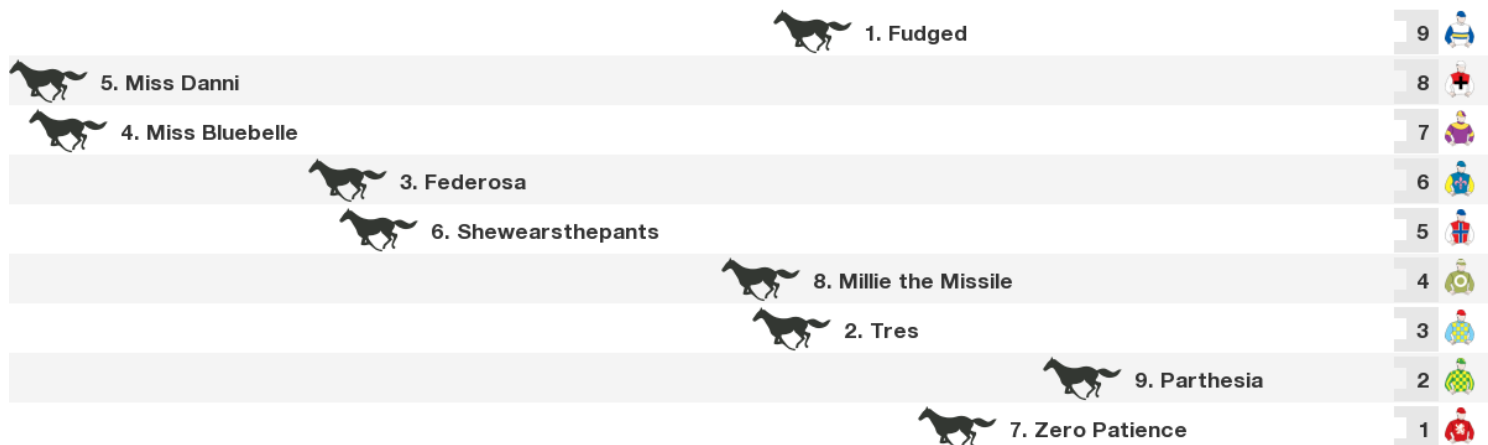 1. Fudged 9
5. Miss Danni 8
4. Miss Bluebelle 7
3. Federosa 6
6. Shewearsthepants 5
8. Millie the Missile 4
2. Tres 3
9. Parthesia 2
7. Zero Patience 1